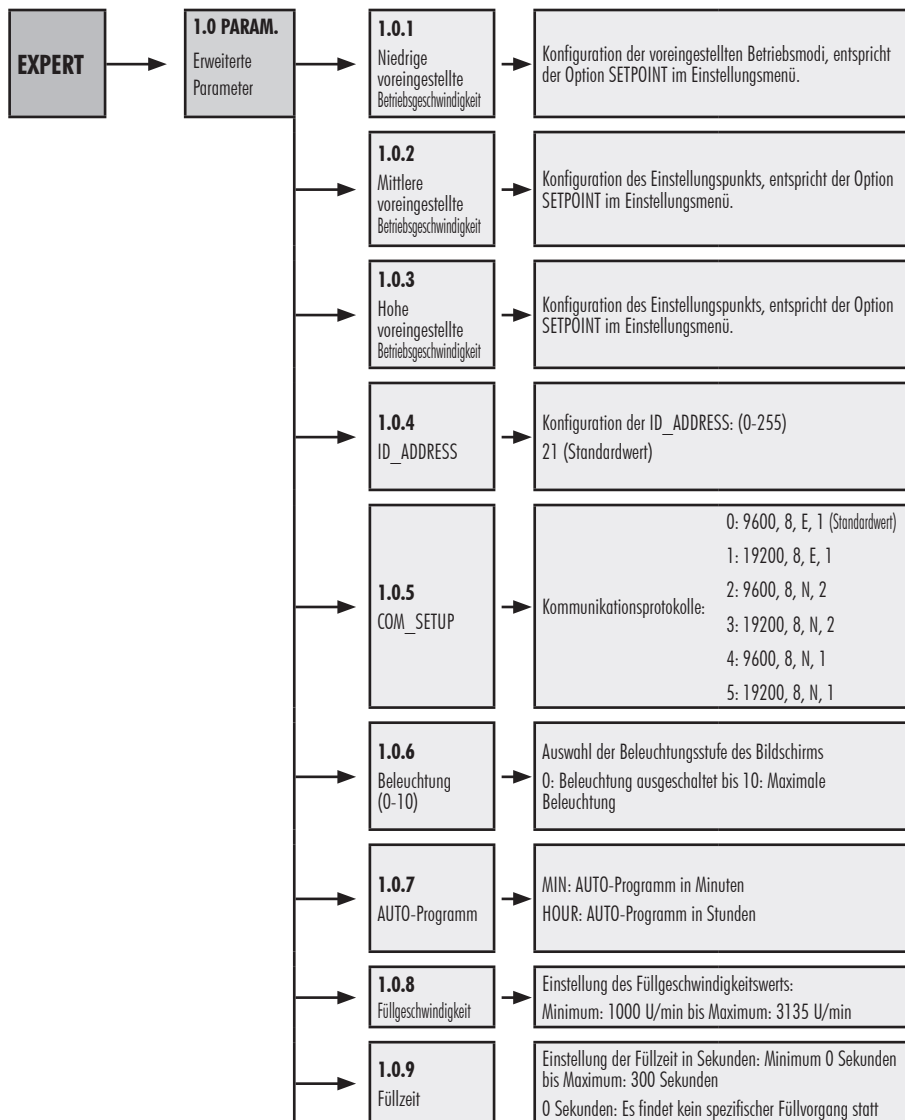 EXPERT
1.0 PARAM.
Erweiterte
Parameter
1.0.1
Niedrige
voreingestellte
Betriebsgeschwindigkeit
Konfiguration der voreingestellten Betriebsmodi, entspricht
der Option SETPOINT im Einstellungsmenü.
1.0.2
Mittlere
voreingestellte
Betriebsgeschwindigkeit
Konfiguration des Einstellungspunkts, entspricht der Option
SETPOINT im Einstellungsmenü.
1.0.3
Hohe
voreingestellte
Betriebsgeschwindigkeit
Konfiguration des Einstellungspunkts, entspricht der Option
SETPOINT im Einstellungsmenü.
1.0.4
ID_ADDRESS
Konfiguration der ID_ADDRESS: (0-255)
21 (Standardwert)
1.0.5
COM_SETUP
Kommunikationsprotokolle:
0: 9600, 8, E, 1 (Standardwert)
1: 19200, 8, E, 1
2: 9600, 8, N, 2
3: 19200, 8, N, 2
4: 9600, 8, N, 1
5: 19200, 8, N, 1
1.0.6
Beleuchtung
(0-10)
Auswahl der Beleuchtungsstufe des Bildschirms
0: Beleuchtung ausgeschaltet bis 10: Maximale
Beleuchtung
1.0.7
AUTO-Programm
MIN: AUTO-Programm in Minuten
HOUR: AUTO-Programm in Stunden
1.0.8
Füllgeschwindigkeit
Einstellung des Füllgeschwindigkeitswerts:
Minimum: 1000 U/min bis Maximum: 3135 U/min
1.0.9
Füllzeit
Einstellung der Füllzeit in Sekunden: Minimum 0 Sekunden
bis Maximum: 300 Sekunden
0 Sekunden: Es findet kein spezifischer Füllvorgang statt